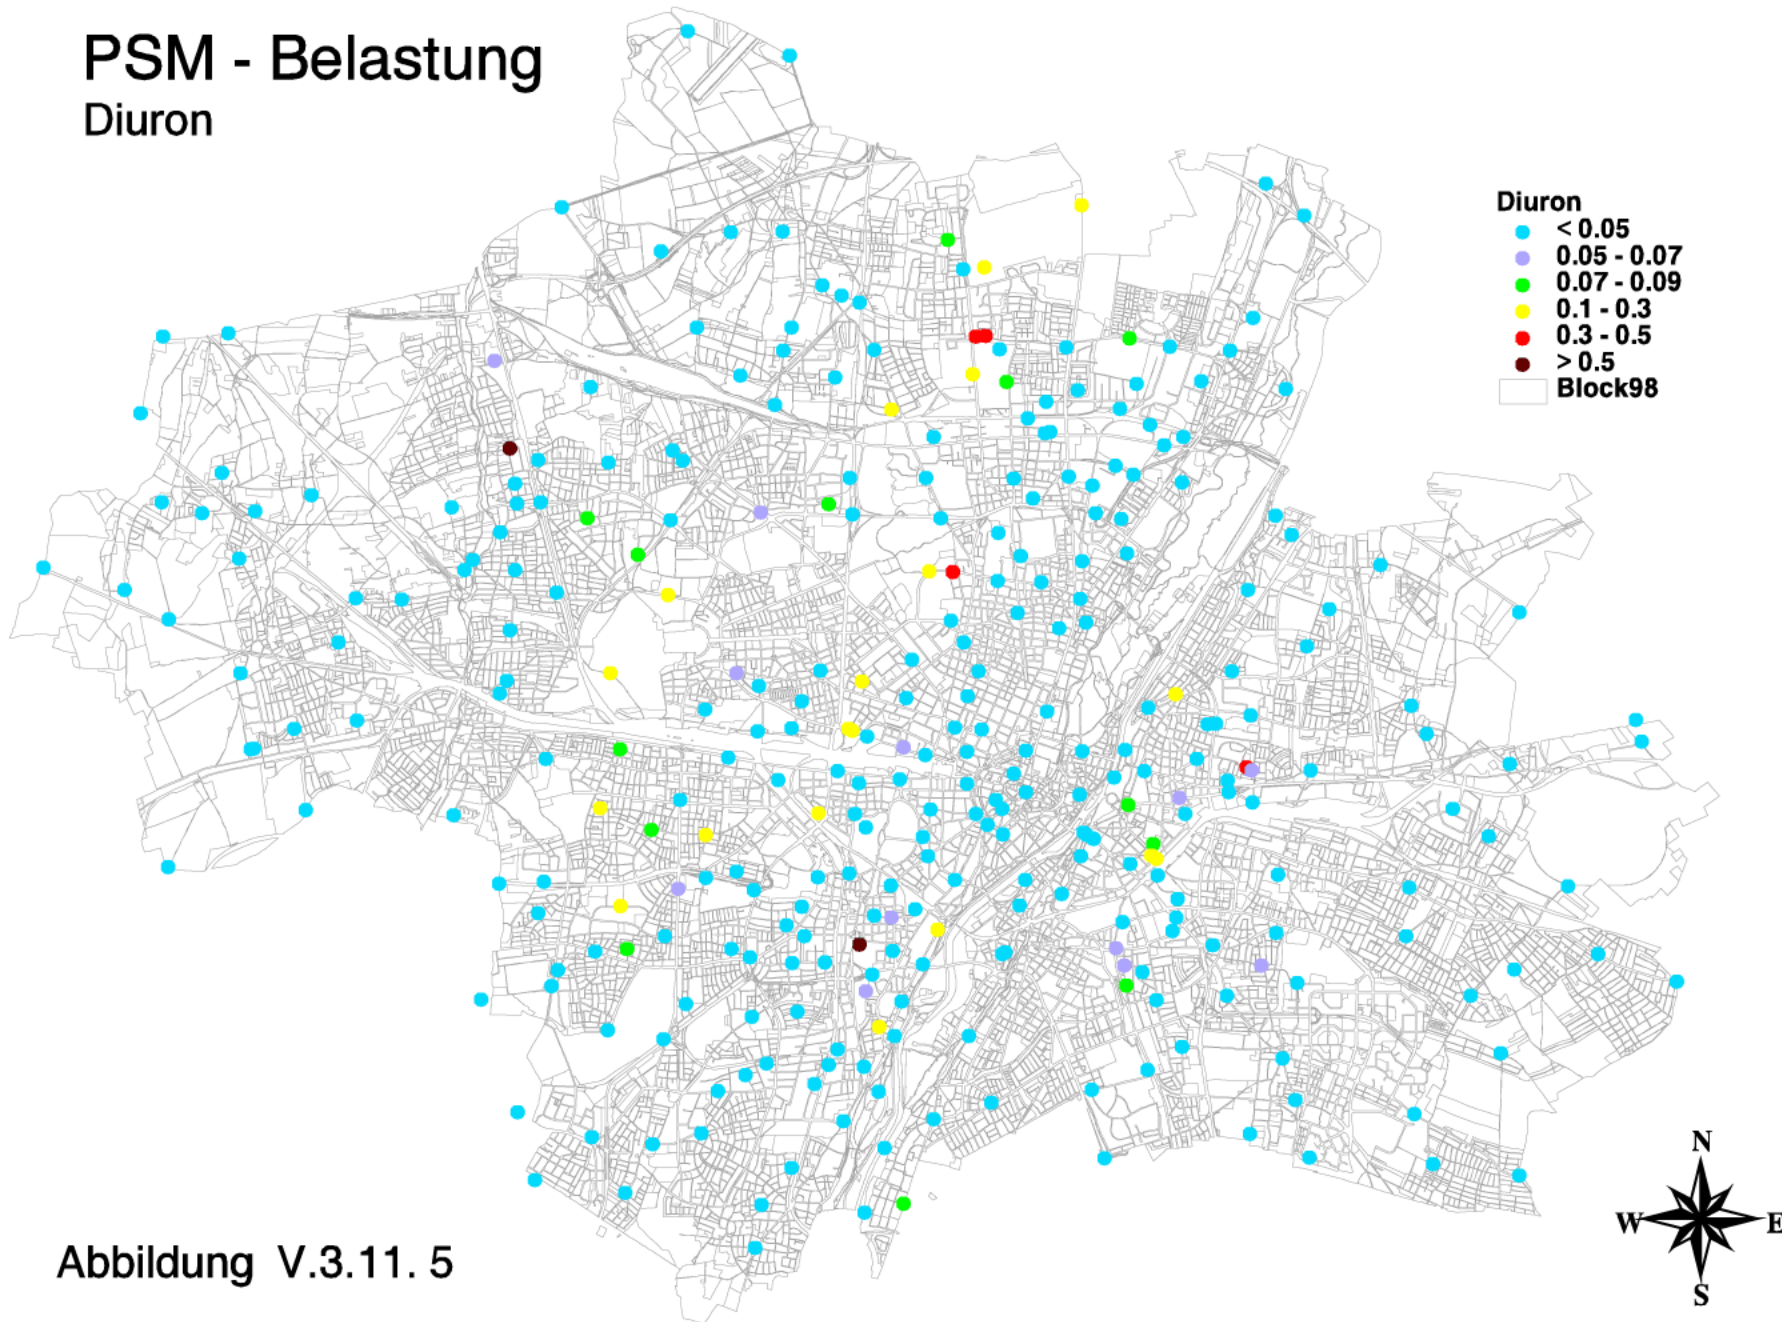 PSM - Belastung
Diuron
Diuron
< 0.05
0.05 - 0.07
0.07 - 0.09
0.1 - 0.3
0.3 - 0.5
> 0.5
Block98
N
W E
S
Abbildung V.3.11. 5